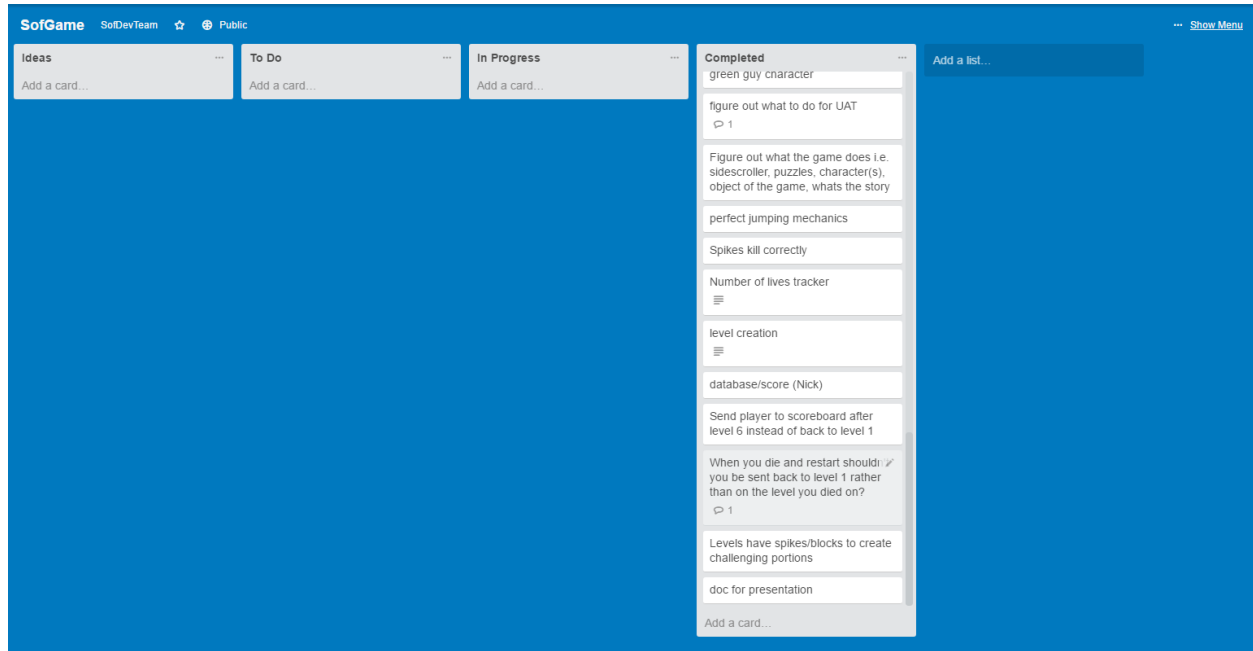 SofGame SofDevTeam Public ... Show Menu
Ideas ...
Add a card...
To Do ...
Add a card...
In Progress ...
Add a card...
Completed ...
green guy character
figure out what to do for UAT
1
Figure out what the game does i.e.
sidescroller, puzzles, character(s),
object of the game, whats the story
perfect jumping mechanics
Spikes kill correctly
Number of lives tracker
level creation
database/score (Nick)
Send player to scoreboard after
level 6 instead of back to level 1
When you die and restart
you be sent back to level 1 rather
than on the level you died on?
1
Levels have spikes/blocks to create
challenging portions
doc for presentation
Add a card...
Add a list...